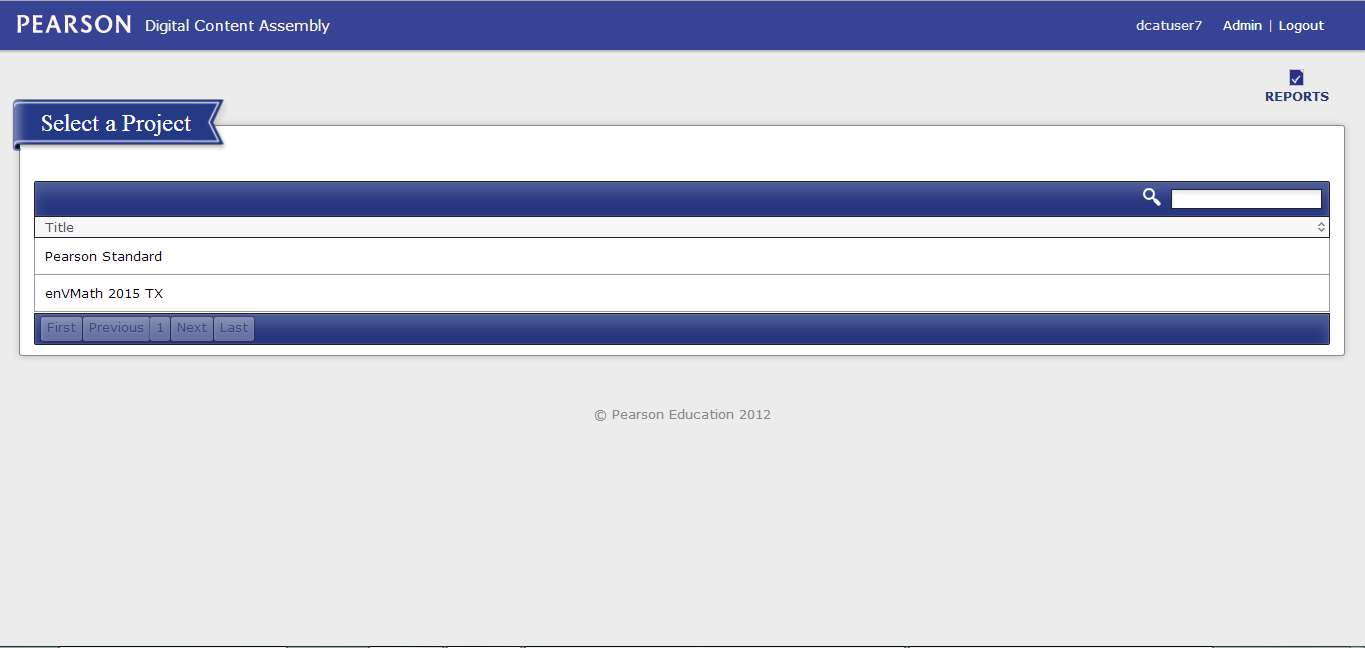 PEARSON Digital Content Assembly dcatuser7 Admin | Logout
REPORTS
Select a Project
Title
Pearson Standard
enVMath 2015 TX
First Previous 1 Next Last
© Pearson Education 2012